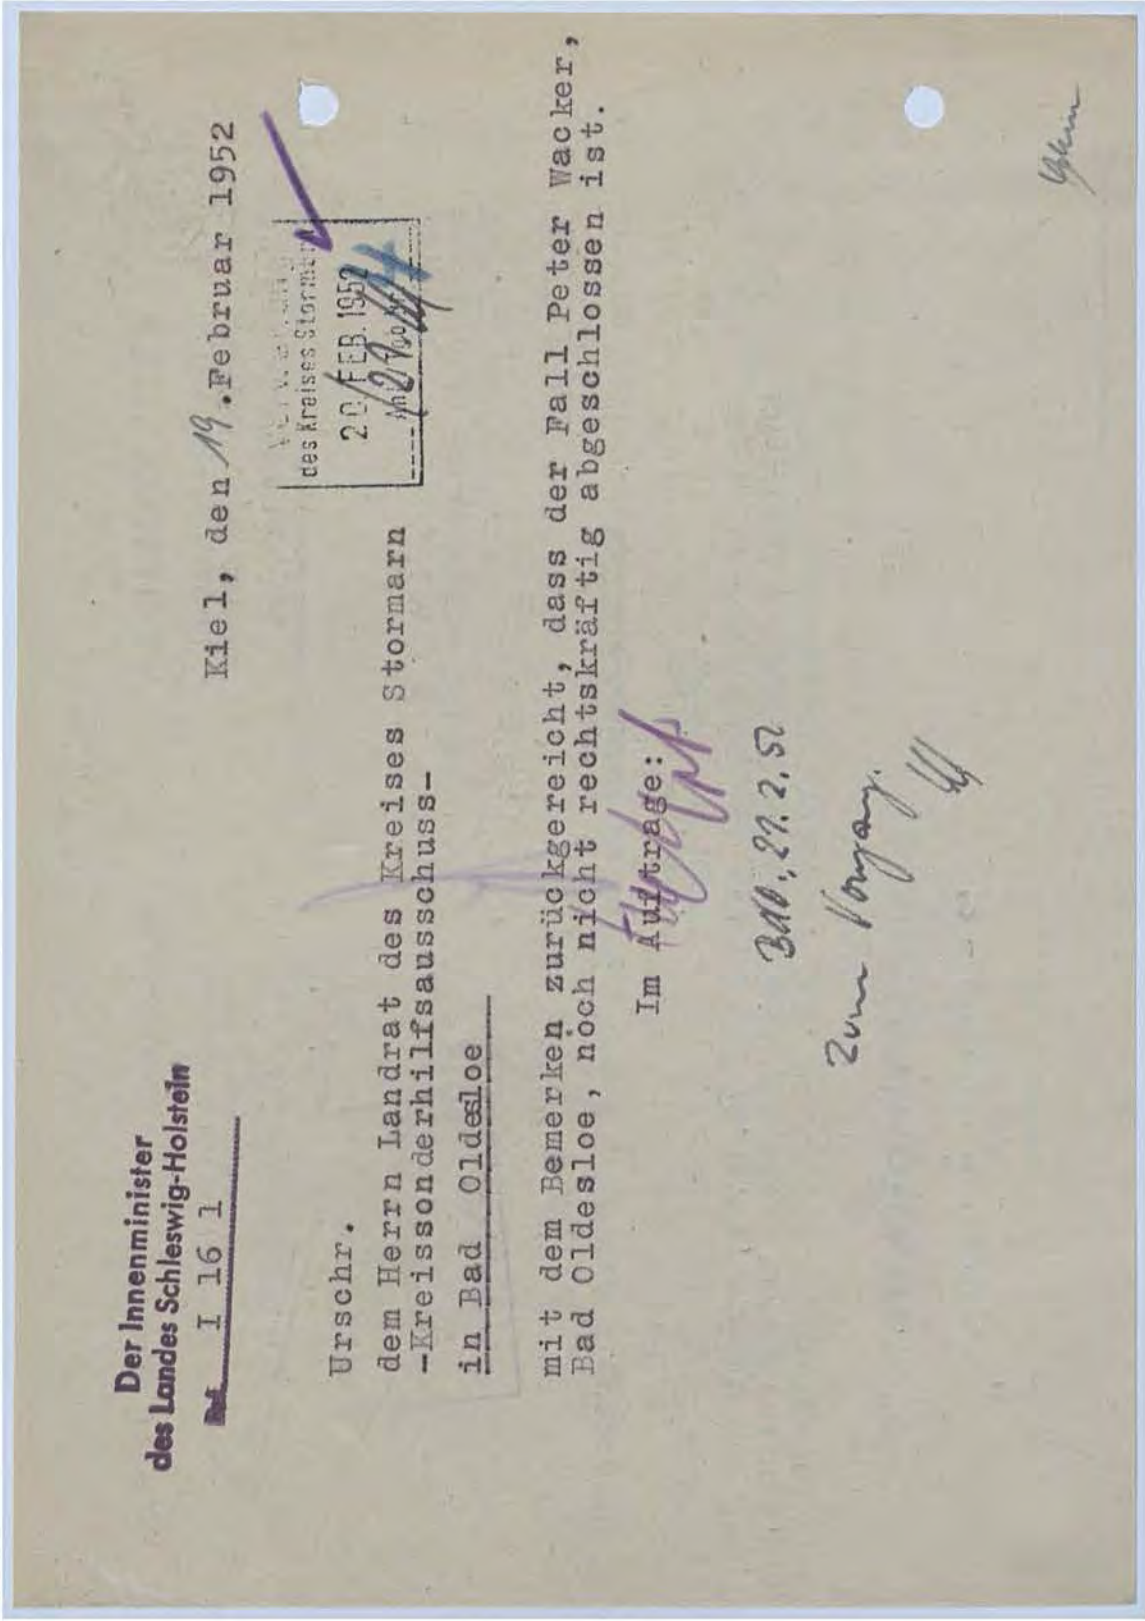 Der Innenminister
des Landes Schleswig-Holstein
Ref. I 16 1
Kiel, den 19. Februar 1952
des Kreises Stormarn
20. FEB. 1952
Urschr.
dem Herrn Landrat des Kreises Stormarn
-Kreissonderhilfsausschuss-
in Bad Oldesloe
mit dem Bemerken zurückgereicht, dass der Fall Peter Wacker,
Bad Oldesloe, noch nicht rechtskräftig abgeschlossen ist.
Im Auftrage:
BdO., 21.2.52
Zum Vorgang.